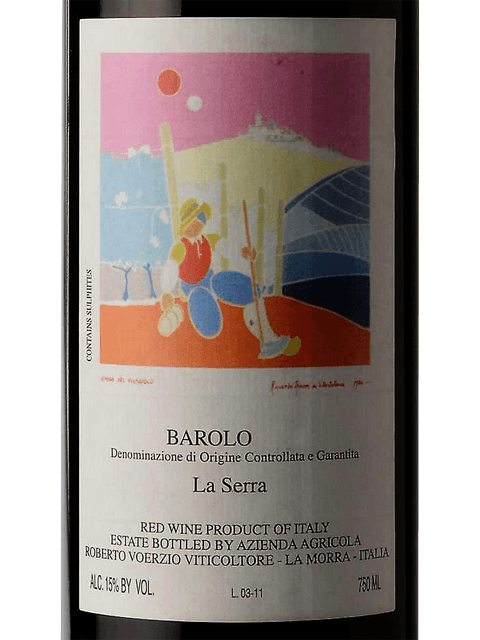 CONTAINS SULPHITES
BAROLO
Denominazione di Origine Controllata e Garantita
La Serra
RED WINE PRODUCT OF ITALY
ESTATE BOTTLED BY AZIENDA AGRICOLA
ROBERTO VOERZIO VITICOLTORE - LA MORRA - ITALIA
ALC. 15% BY VOL.
L. 03-11
750 ML